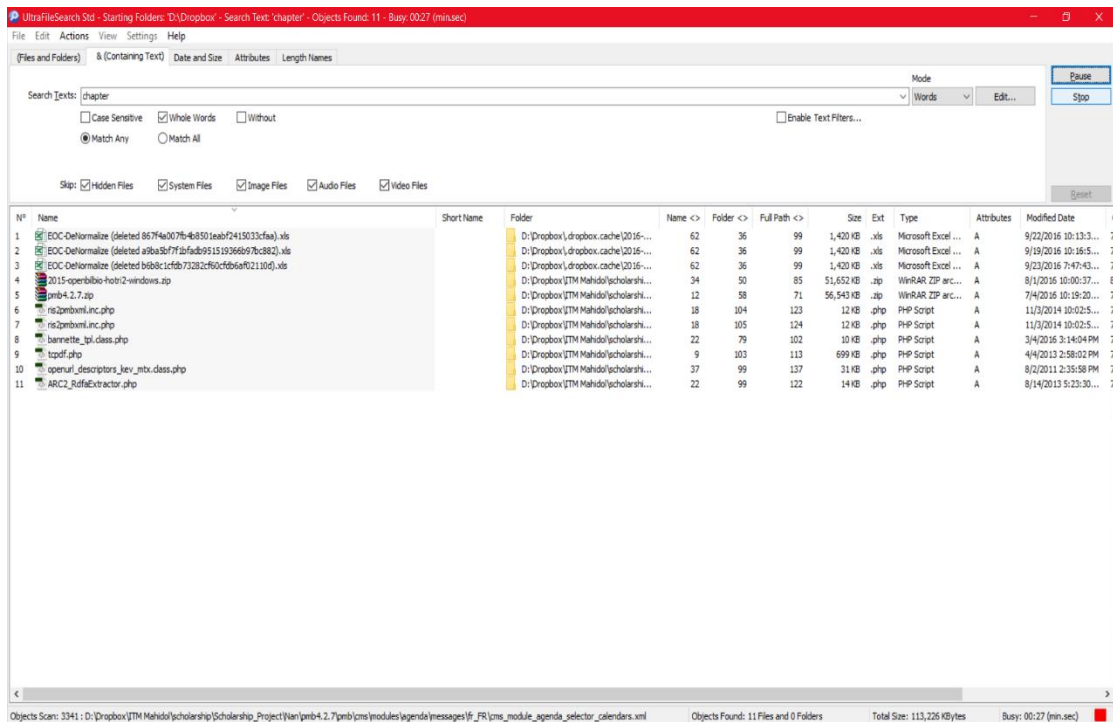 UltraFileSearch Std - Starting Folders: 'D:\Dropbox' - Search Text: 'chapter' - Objects Found: 11 - Busy: 00:27 (min.sec)
File Edit Actions View Settings Help
(Files and Folders) & (Containing Text) Date and Size Attributes Length Names
Mode
Pause
Search Texts: chapter Words Edit... Stop
Case Sensitive Whole Words Without Enable Text Filters...
Match Any Match All
Skip: Hidden Files System Files Image Files Audio Files Video Files
Reset
Nº Name Short Name Folder Name <> Folder <> Full Path <> Size Ext Type Attributes Modified Date
1 EOC-DeNormalize (deleted 867f4a007fb4b8501eabf2415033cfaa).xls D:\Dropbox\.dropbox.cache\2016-... 62 36 99 1,420 KB .xls Microsoft Excel ... A 9/22/2016 10:13:3...
2 EOC-DeNormalize (deleted a9ba5bf7f1bfadb951519366b97bc882).xls D:\Dropbox\.dropbox.cache\2016-... 62 36 99 1,420 KB .xls Microsoft Excel ... A 9/19/2016 10:16:5...
3 EOC-DeNormalize (deleted b6b8c1cfdb73282cf60cfdb6af02110d).xls D:\Dropbox\.dropbox.cache\2016-... 62 36 99 1,420 KB .xls Microsoft Excel ... A 9/23/2016 7:47:43...
4 2015-openbilbio-hotri2-windows.zip D:\Dropbox\ITM Mahidol\scholarshi... 34 50 85 51,652 KB .zip WinRAR ZIP arc... A 8/1/2016 10:00:37...
5 pmb4.2.7.zip D:\Dropbox\ITM Mahidol\scholarshi... 12 58 71 56,543 KB .zip WinRAR ZIP arc... A 7/4/2016 10:19:20...
6 ris2pmbxml.inc.php D:\Dropbox\ITM Mahidol\scholarshi... 18 104 123 12 KB .php PHP Script A 11/3/2014 10:02:5...
7 ris2pmbxml.inc.php D:\Dropbox\ITM Mahidol\scholarshi... 18 105 124 12 KB .php PHP Script A 11/3/2014 10:02:5...
8 bannette_tpl.class.php D:\Dropbox\ITM Mahidol\scholarshi... 22 79 102 10 KB .php PHP Script A 3/4/2016 3:14:04 PM
9 tcpdf.php D:\Dropbox\ITM Mahidol\scholarshi... 9 103 113 699 KB .php PHP Script A 4/4/2013 2:58:02 PM
10 openurl_descriptors_kev_mtx.class.php D:\Dropbox\ITM Mahidol\scholarshi... 37 99 137 31 KB .php PHP Script A 8/2/2011 2:35:58 PM
11 ARC2_RdfaExtractor.php D:\Dropbox\ITM Mahidol\scholarshi... 22 99 122 14 KB .php PHP Script A 8/14/2013 5:23:30...
Objects Scan: 3341 : D:\Dropbox\ITM Mahidol\scholarship\Scholarship_Project\Nan\pmb4.2.7\pmb\cms\modules\agenda\messages\fr_FR\cms_module_agenda_selector_calendars.xml Objects Found: 11 Files and 0 Folders Total Size: 113,226 KBytes Busy: 00:27 (min.sec)